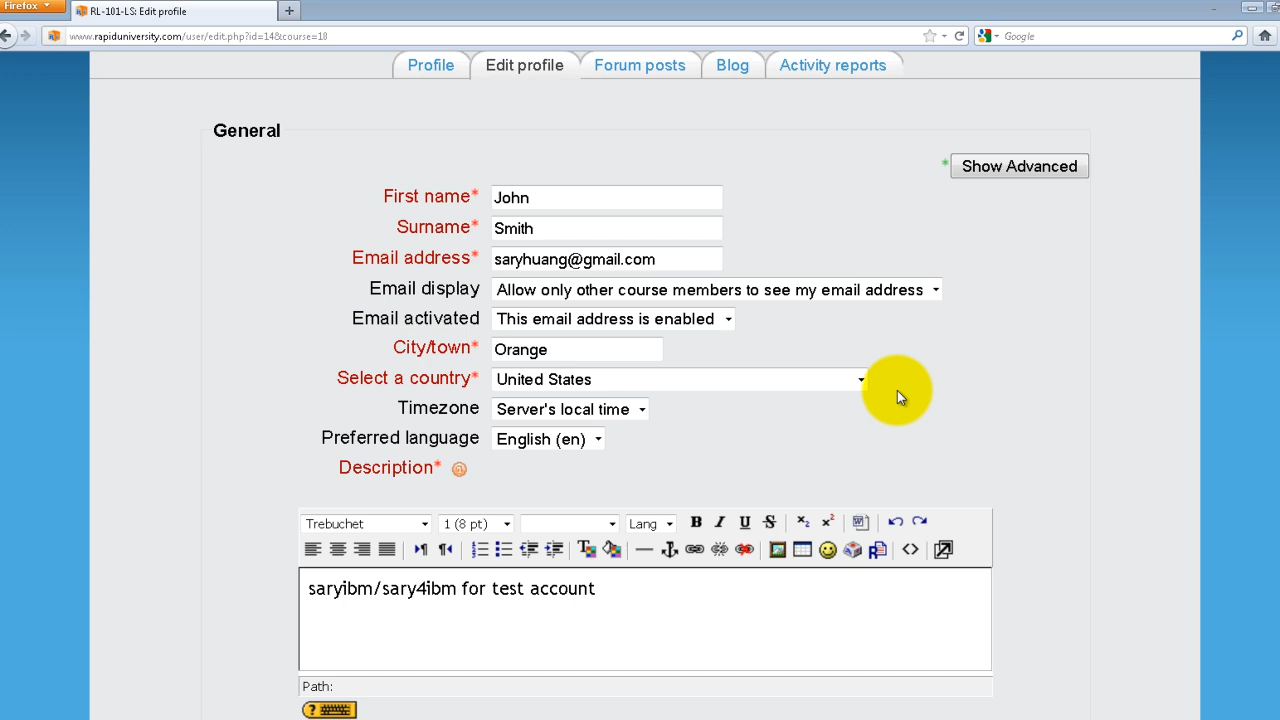 Firefox
RL-101-LS: Edit profile
www.rapiduniversity.com/user/edit.php?id=14&course=18
Google
Profile
Edit profile
Forum posts
Blog
Activity reports
General
* Show Advanced
First name* John
Surname* Smith
Email address* saryhuang@gmail.com
Email display Allow only other course members to see my email address
Email activated This email address is enabled
City/town* Orange
Select a country* United States
Timezone Server's local time
Preferred language English (en)
Description*
Trebuchet 1 (8 pt) Lang B I U S x₂ x²
saryibm/sary4ibm for test account
Path:
?